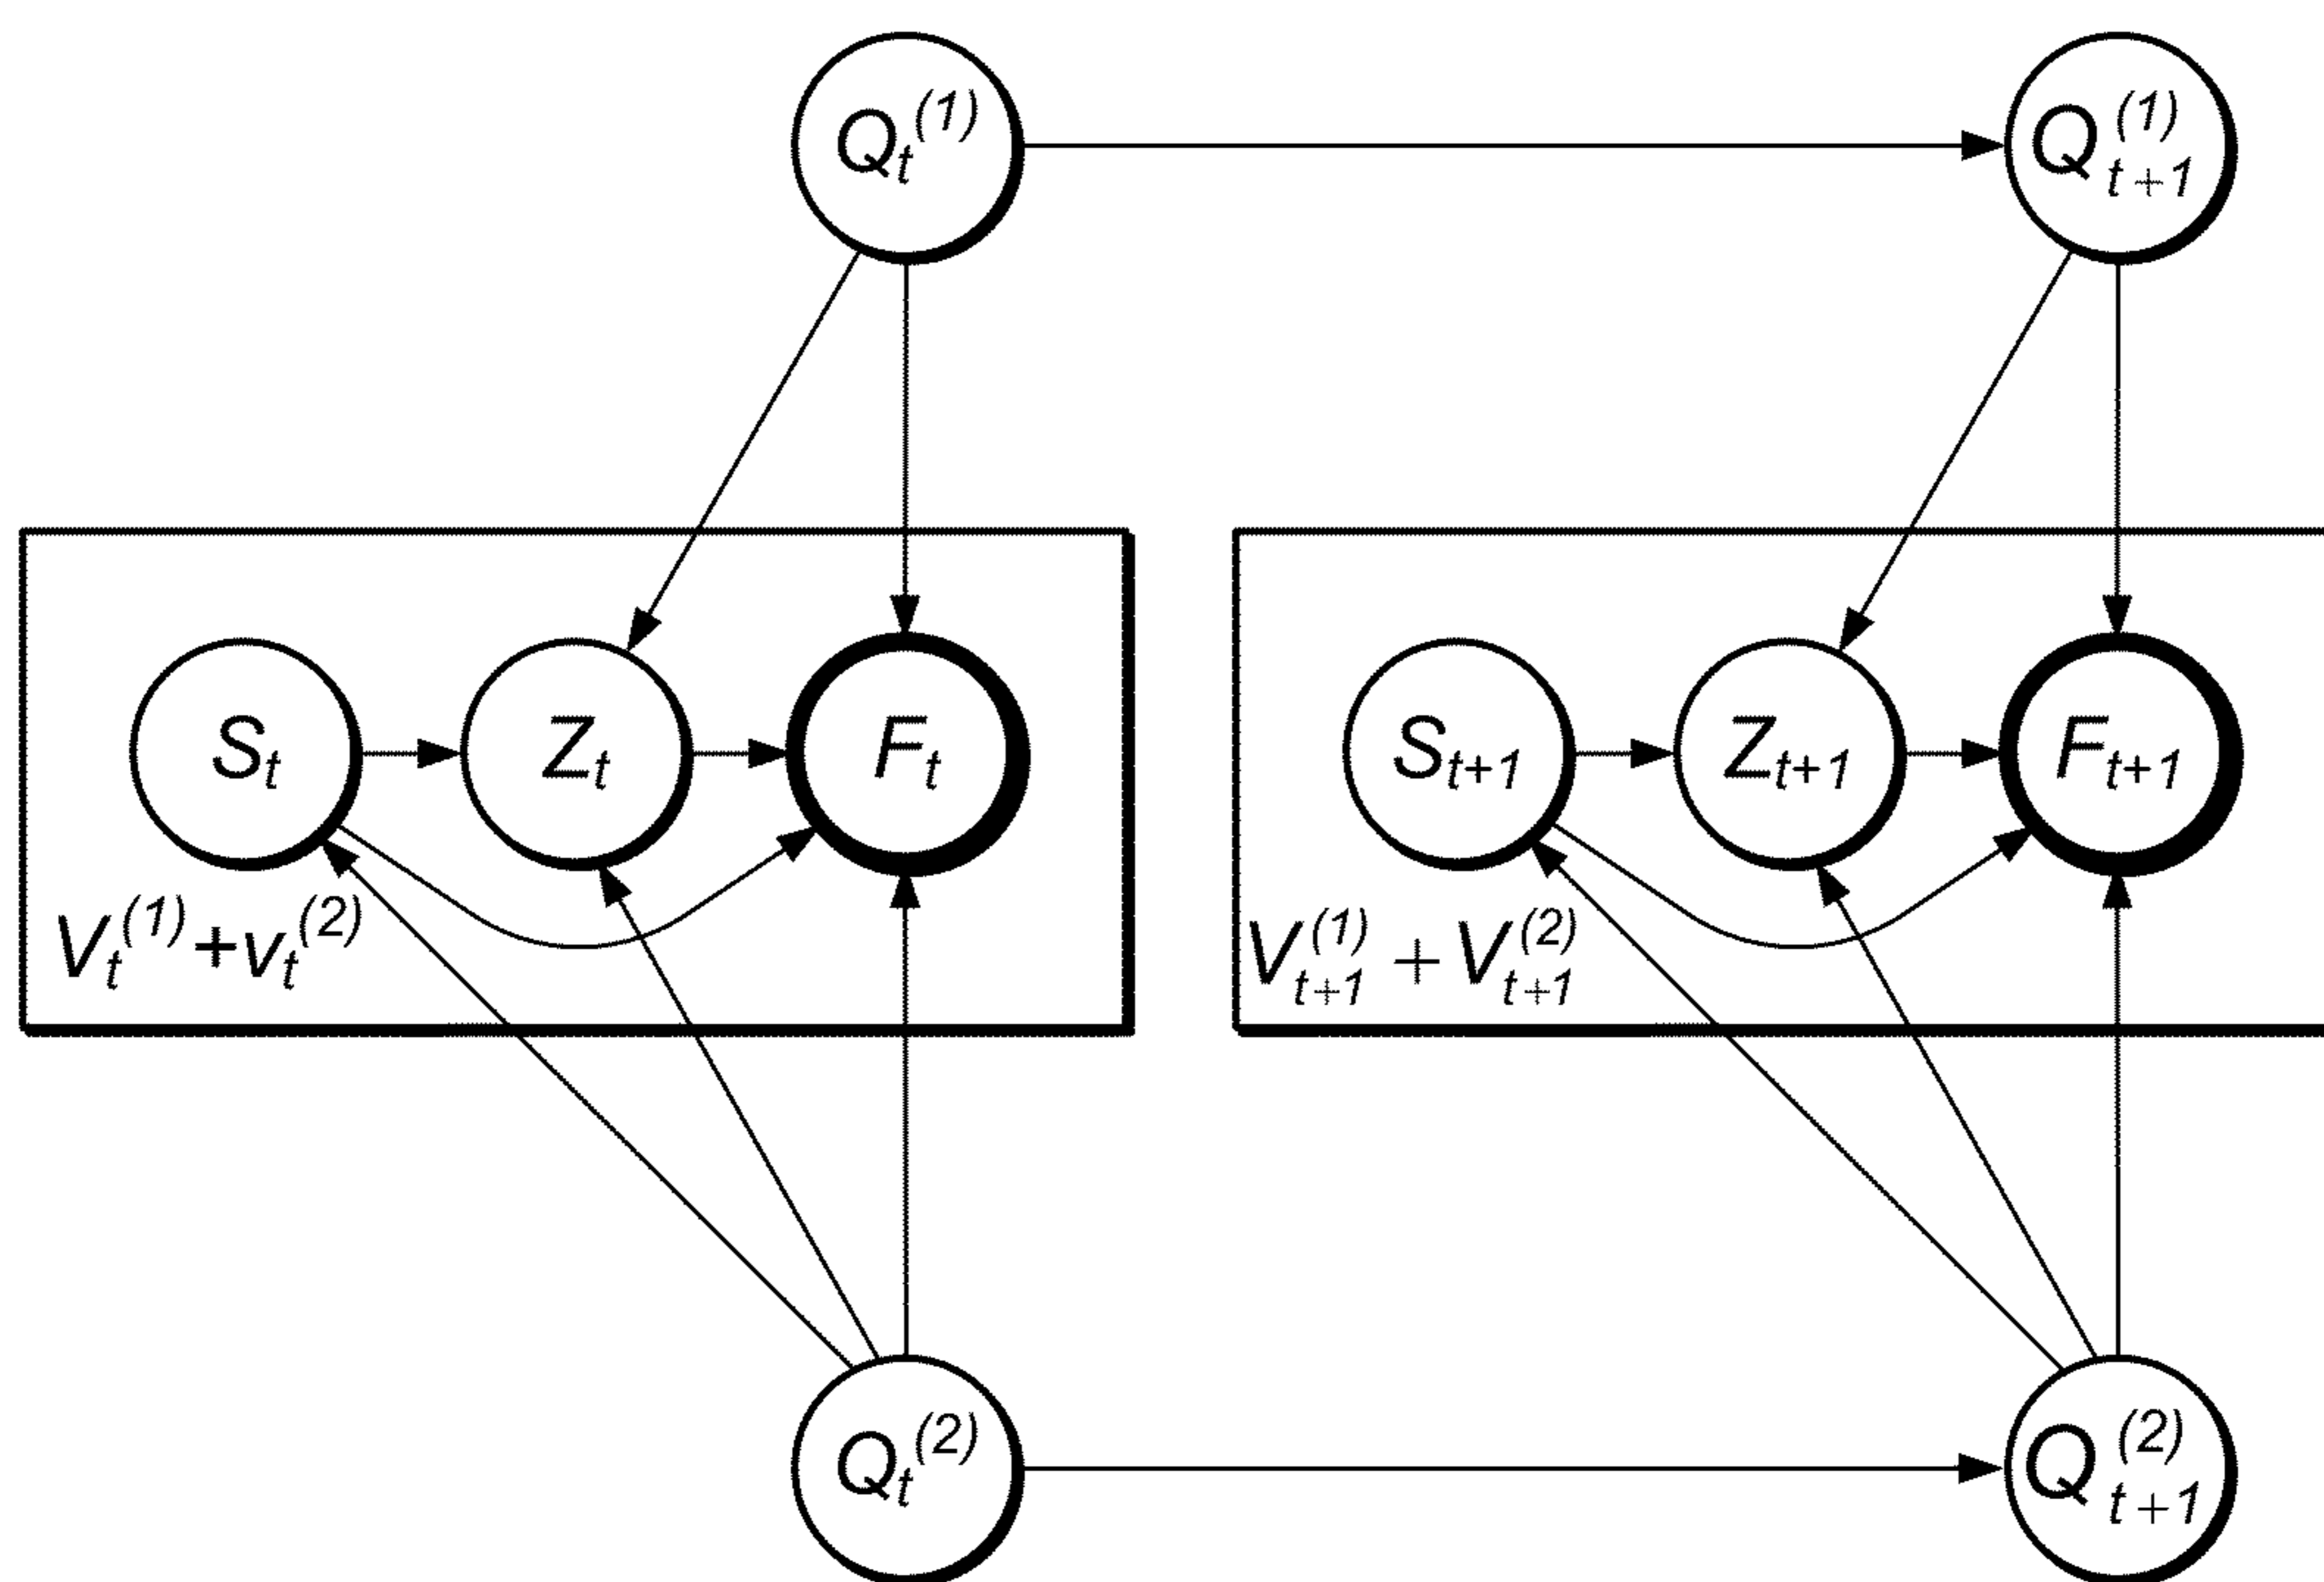 Q_t^(1)
Q_{t+1}^(1)
S_t
Z_t
F_t
S_{t+1}
Z_{t+1}
F_{t+1}
V_t^(1)+v_t^(2)
V_{t+1}^(1) + V_{t+1}^(2)
Q_t^(2)
Q_{t+1}^(2)